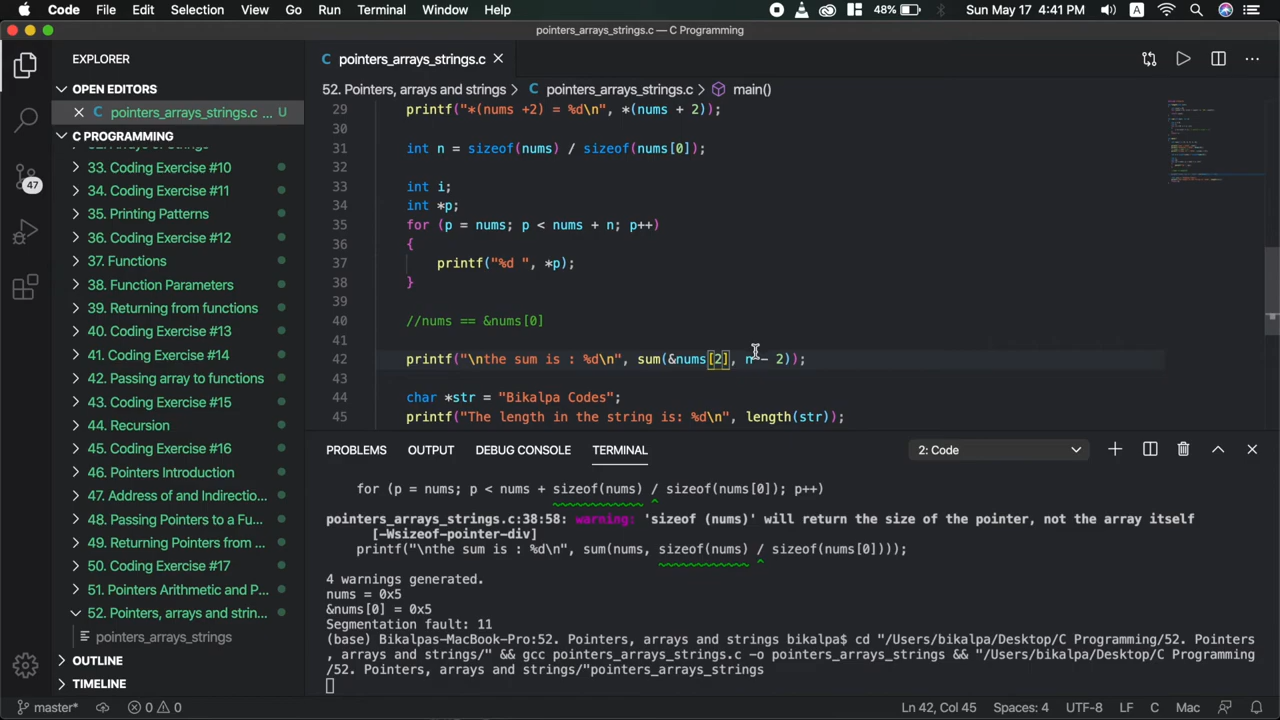 Code File Edit Selection View Go Run Terminal Window Help 48% Sun May 17 4:41 PM A
pointers_arrays_strings.c — C Programming
EXPLORER
OPEN EDITORS
pointers_arrays_strings.c ... U
C PROGRAMMING
33. Coding Exercise #10
34. Coding Exercise #11
35. Printing Patterns
36. Coding Exercise #12
37. Functions
38. Function Parameters
39. Returning from functions
40. Coding Exercise #13
41. Coding Exercise #14
42. Passing array to functions
43. Coding Exercise #15
44. Recursion
45. Coding Exercise #16
46. Pointers Introduction
47. Address of and Indirectio...
48. Passing Pointers to a Fu...
49. Returning Pointers from ...
50. Coding Exercise #17
51. Pointers Arithmetic and P...
52. Pointers, arrays and strin...
pointers_arrays_strings
OUTLINE
TIMELINE
47
C pointers_arrays_strings.c
52. Pointers, arrays and strings > C pointers_arrays_strings.c > main()
29 printf("*(nums +2) = %d\n", *(nums + 2));
30
31 int n = sizeof(nums) / sizeof(nums[0]);
32
33 int i;
34 int *p;
35 for (p = nums; p < nums + n; p++)
36 {
37 printf("%d ", *p);
38 }
39
40 //nums == &nums[0]
41
42 printf("\nthe sum is : %d\n", sum(&nums[2], n - 2));
43
44 char *str = "Bikalpa Codes";
45 printf("The length in the string is: %d\n", length(str));
PROBLEMS OUTPUT DEBUG CONSOLE TERMINAL 2: Code
for (p = nums; p < nums + sizeof(nums) / sizeof(nums[0]); p++)
pointers_arrays_strings.c:38:58: warning: 'sizeof (nums)' will return the size of the pointer, not the array itself
[-Wsizeof-pointer-div]
printf("\nthe sum is : %d\n", sum(nums, sizeof(nums) / sizeof(nums[0])));
4 warnings generated.
nums = 0x5
&nums[0] = 0x5
Segmentation fault: 11
(base) Bikalpas-MacBook-Pro:52. Pointers, arrays and strings bikalpa$ cd "/Users/bikalpa/Desktop/C Programming/52. Pointers
, arrays and strings/" && gcc pointers_arrays_strings.c -o pointers_arrays_strings && "/Users/bikalpa/Desktop/C Programming
/52. Pointers, arrays and strings/"pointers_arrays_strings
master* 0 0 Ln 42, Col 45 Spaces: 4 UTF-8 LF C Mac